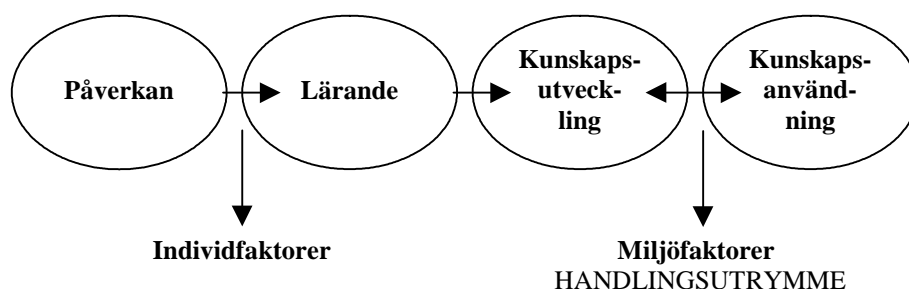 Påverkan
Lärande
Kunskaps-
utveck-
ling
Kunskaps-
använd-
ning
Individfaktorer
Miljöfaktorer
HANDLINGSUTRYMME